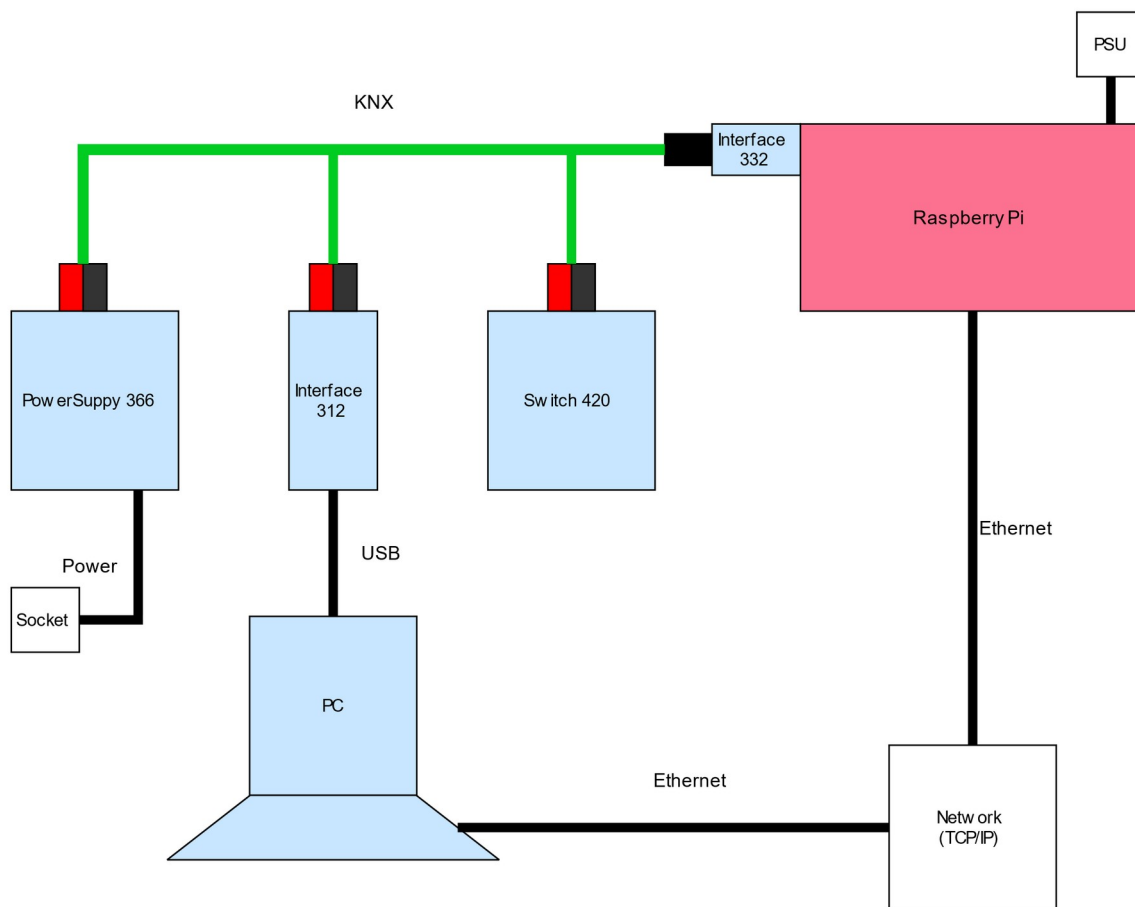 PSU
KNX
Interface
332
Raspberry Pi
PowerSuppy 366
Interface
312
Switch 420
Ethernet
USB
Power
Socket
PC
Ethernet
Network
(TCP/IP)